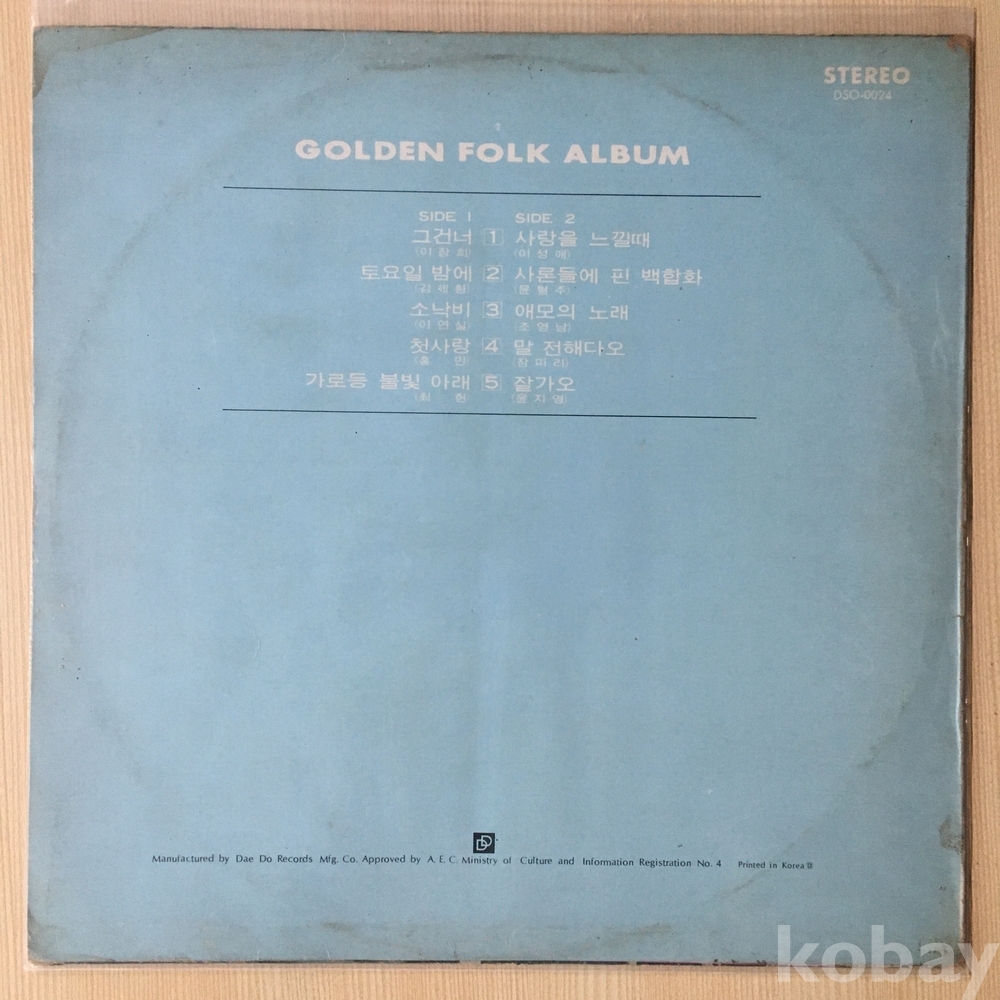 STEREO
DSO-0024
GOLDEN FOLK ALBUM
SIDE 1 SIDE 2
그건너 1 사랑을 느낄때
(이장희) (이성애)
토요일 밤에 2 사론들에 핀 백합화
(김세환) (윤형주)
소낙비 3 애모의 노래
(이연실) (조영남)
첫사랑 4 말 전해다오
(홍민) (장미리)
가로등 불빛 아래 5 잘가오
(최헌) (윤지영)
DD
Manufactured by Dae Do Records Mfg. Co. Approved by A. E. C. Ministry of Culture and Information Registration No. 4 Printed in Korea
kobay